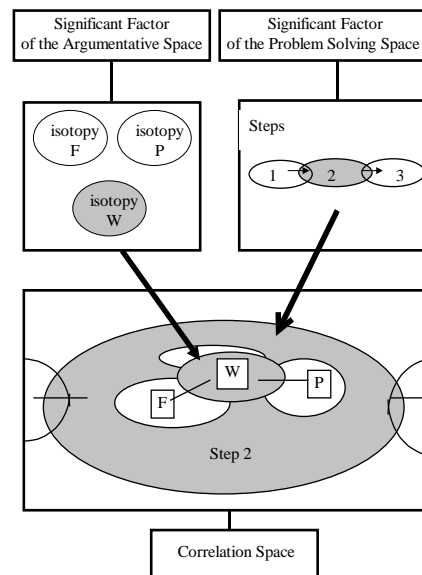 Significant Factor
of the Argumentative Space
Significant Factor
of the Problem Solving Space
isotopy
F
isotopy
P
isotopy
W
Steps
1
2
3
W
P
F
Step 2
Correlation Space